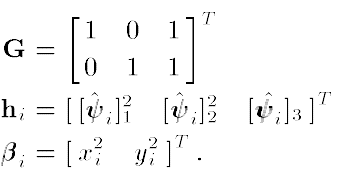 G = [ 1 0 1 ; 0 1 1 ]^T
h_i = [ [ψ̂_i]_1^2 [ψ̂_i]_2^2 [ψ̂_i]_3 ]^T
β_i = [ x_i^2 y_i^2 ]^T .